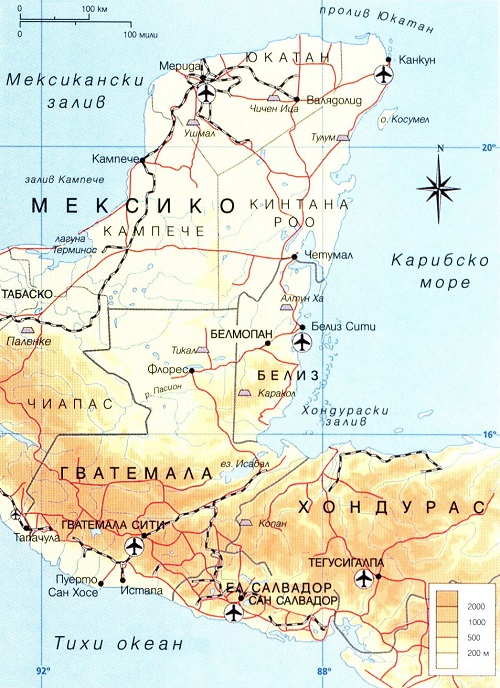 0
100 км
0
100 мили
пролив Юкатан
Мексикански
залив
Мерида
ЮКАТАН
Канкун
Чичен Ица
Валядолид
Ушмал
Тулум
о. Косумел
20°
Кампече
залив Кампече
N
МЕКСИКО
КИНТАНА
РОО
КАМПЕЧЕ
лагуна
Терминос
Четумал
Карибско
море
ТАБАСКО
Алтун Ха
Белиз Сити
Паленке
Тикал
БЕЛМОПАН
Флорес
БЕЛИЗ
р. Пасион
Каракол
ЧИАПАС
Хондураски
залив
16°
ез. Исабал
ГВАТЕМАЛА
ХОНДУРАС
ГВАТЕМАЛА СИТИ
Копан
Тапачула
ТЕГУСИГАЛПА
Пуерто
Сан Хосе
Истапа
ЕЛ САЛВАДОР
САН САЛВАДОР
2000
1000
500
200 м
Тихи океан
92°
88°